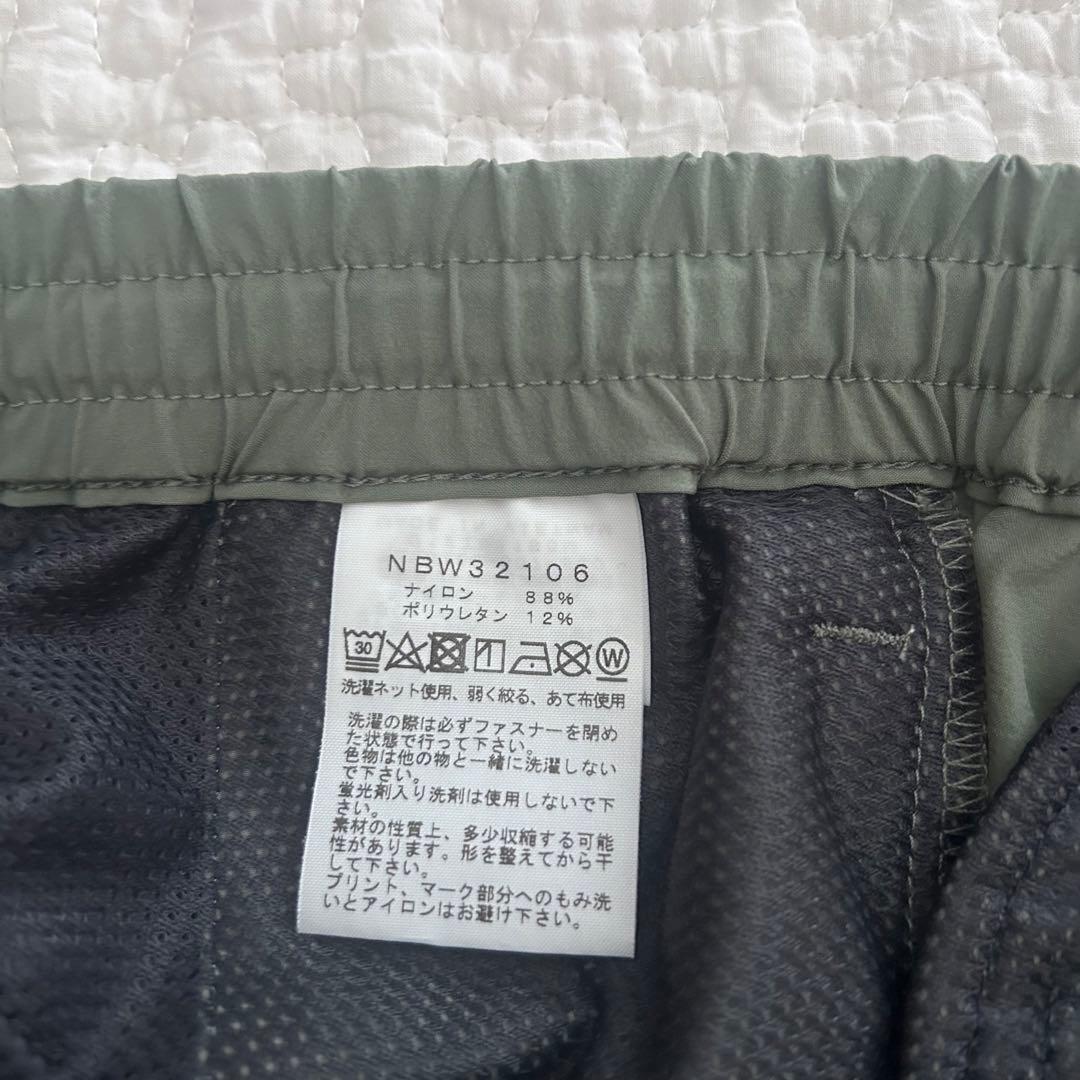 NBW32106
ナイロン 88%
ポリウレタン 12%
30 W
洗濯ネット使用、弱く絞る、あて布使用
洗濯の際は必ずファスナーを閉め
た状態で行って下さい。
色物は他の物と一緒に洗濯しない
で下さい。
蛍光剤入り洗剤は使用しないで下
さい。
素材の性質上、多少収縮する可能
性があります。形を整えてから干
して下さい。
プリント、マーク部分へのもみ洗
いとアイロンはお避け下さい。